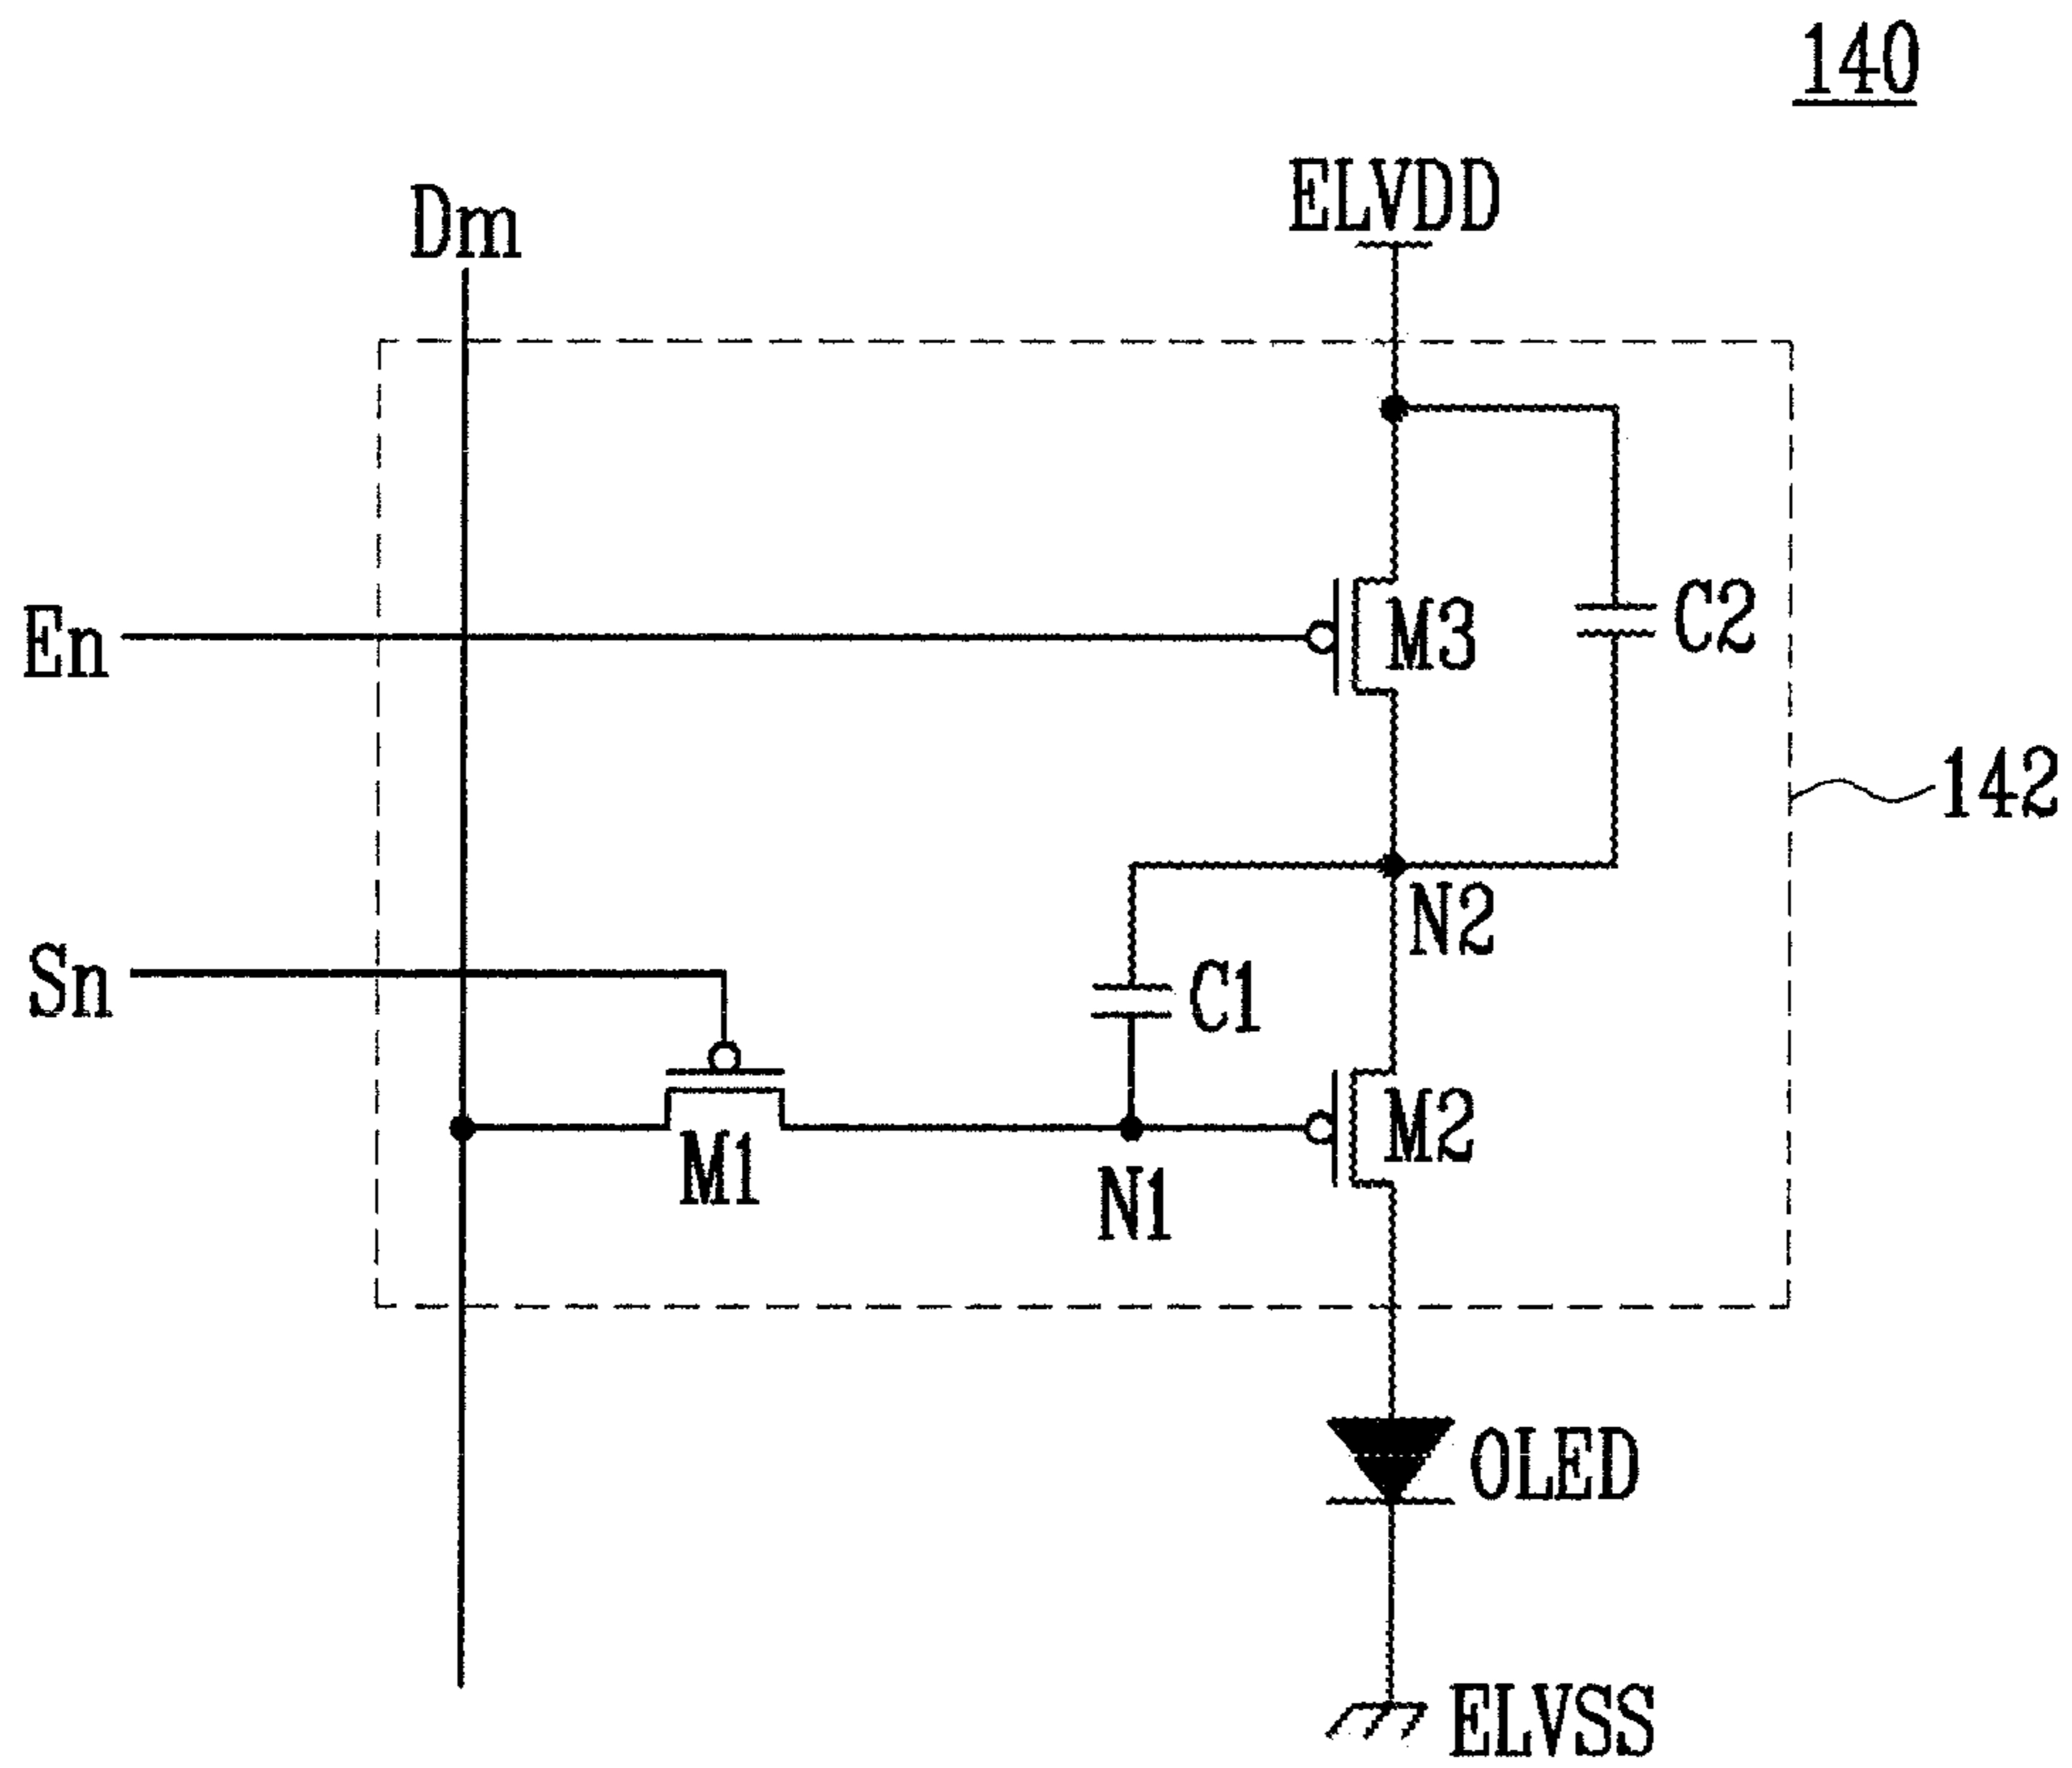 140
ELVDD
Dm
En
M3
C2
142
N2
Sn
C1
M2
M1
N1
OLED
ELVSS